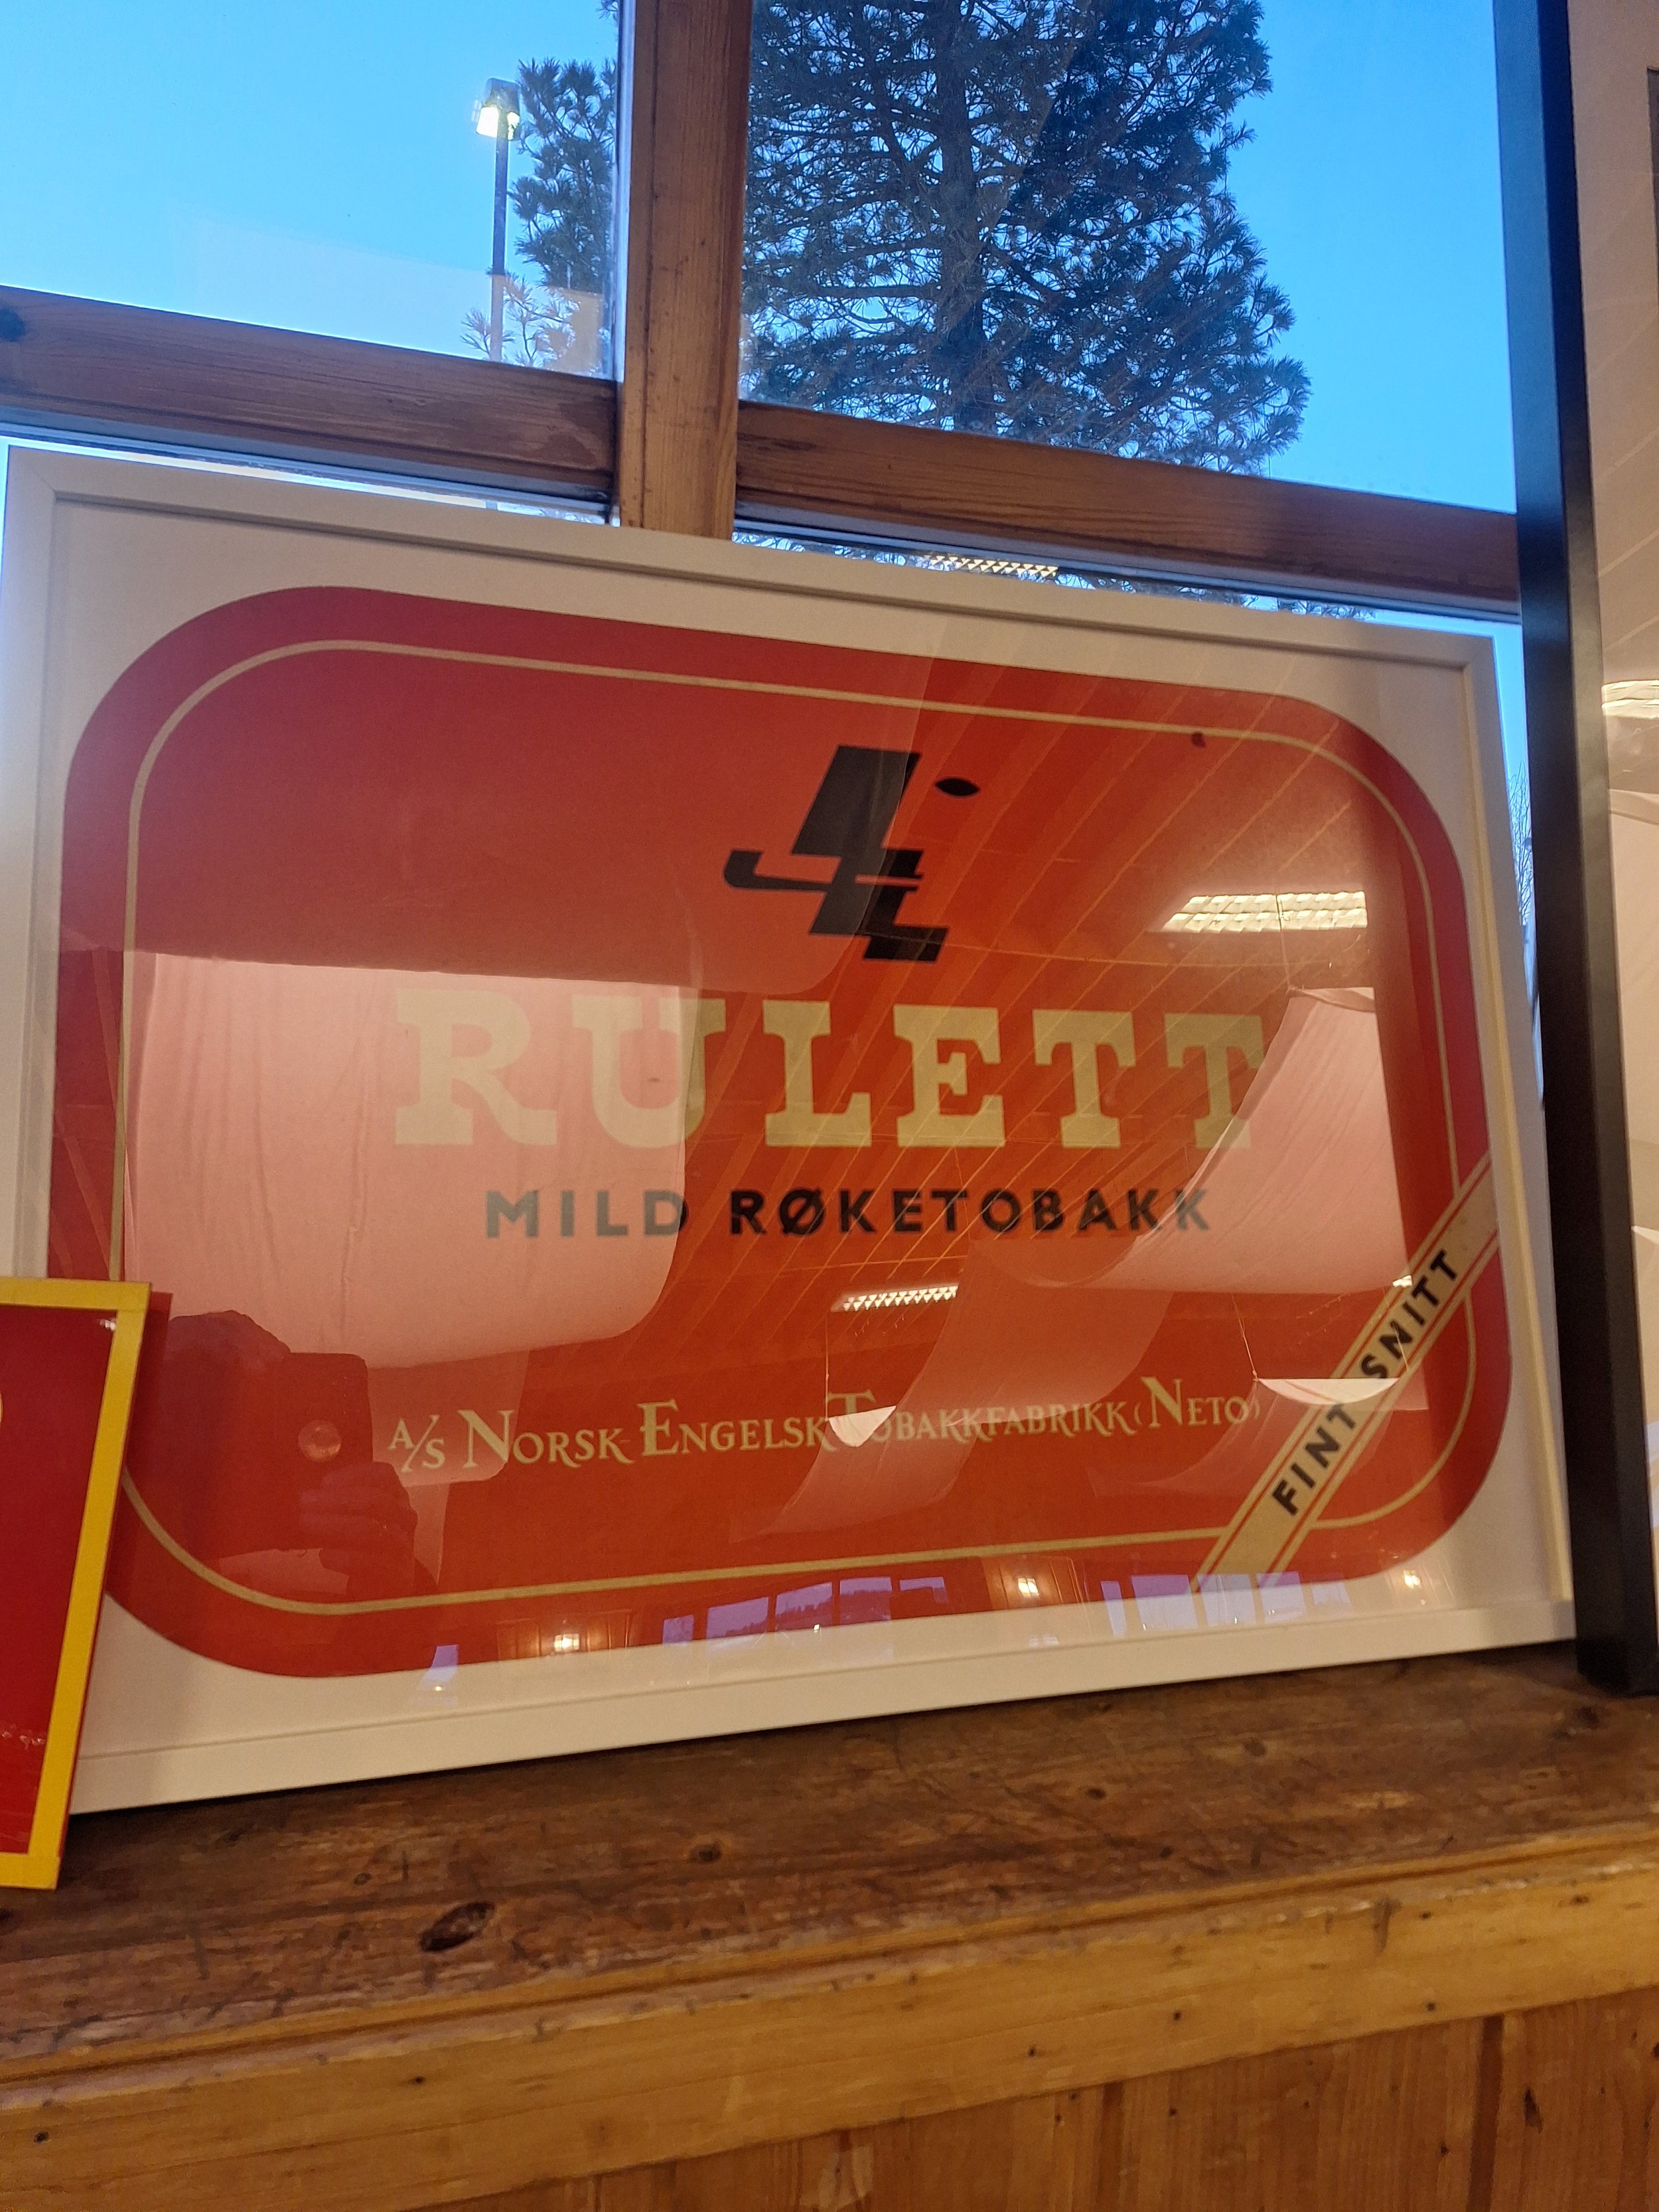 RULETT
MILD RØKETOBAKK
A/S NORSK ENGELSK TOBAKKFABRIKK (NETO)
FINT SNITT